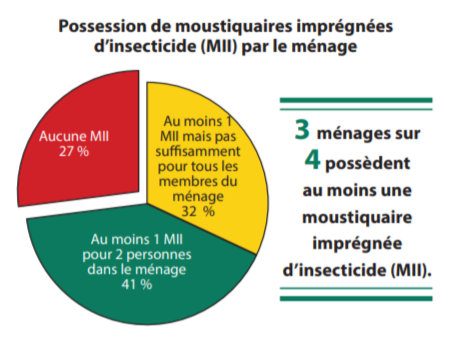 Possession de moustiquaires imprégnées
d’insecticide (MII) par le ménage
Aucune MII
27 %
Au moins 1
MII mais pas
suffisamment
pour tous les
membres du
ménage
32 %
Au moins 1 MII
pour 2 personnes
dans le ménage
41 %
3 ménages sur
4 possèdent
au moins une
moustiquaire
imprégnée
d’insecticide (MII).